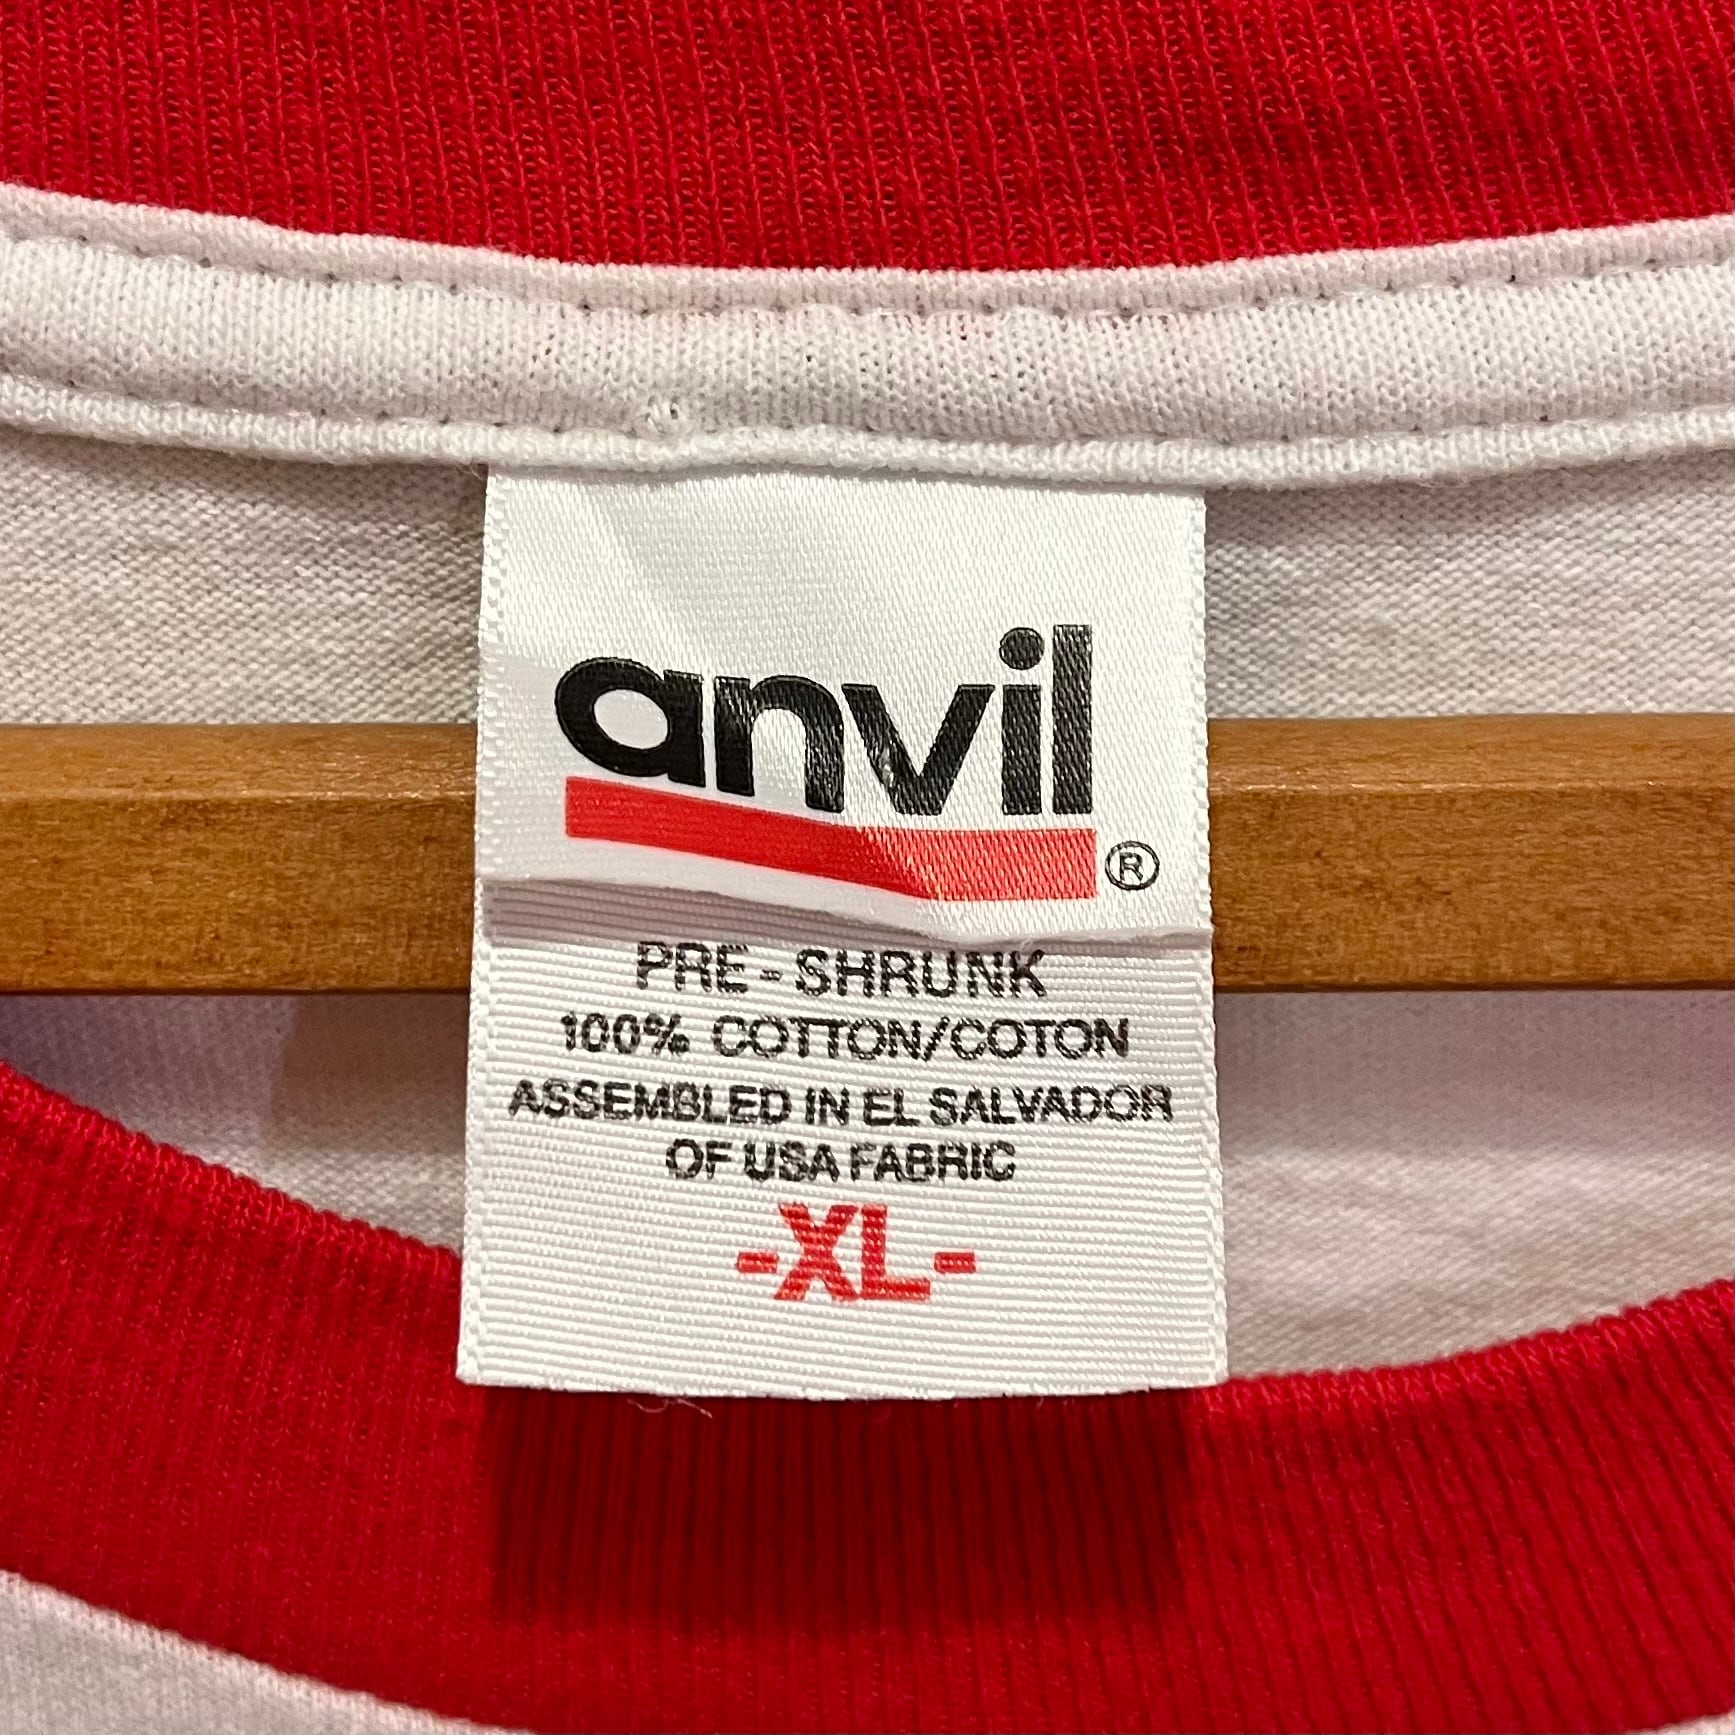 anvil
®
PRE-SHRUNK
100% COTTON/COTON
ASSEMBLED IN EL SALVADOR
OF USA FABRIC
-XL-